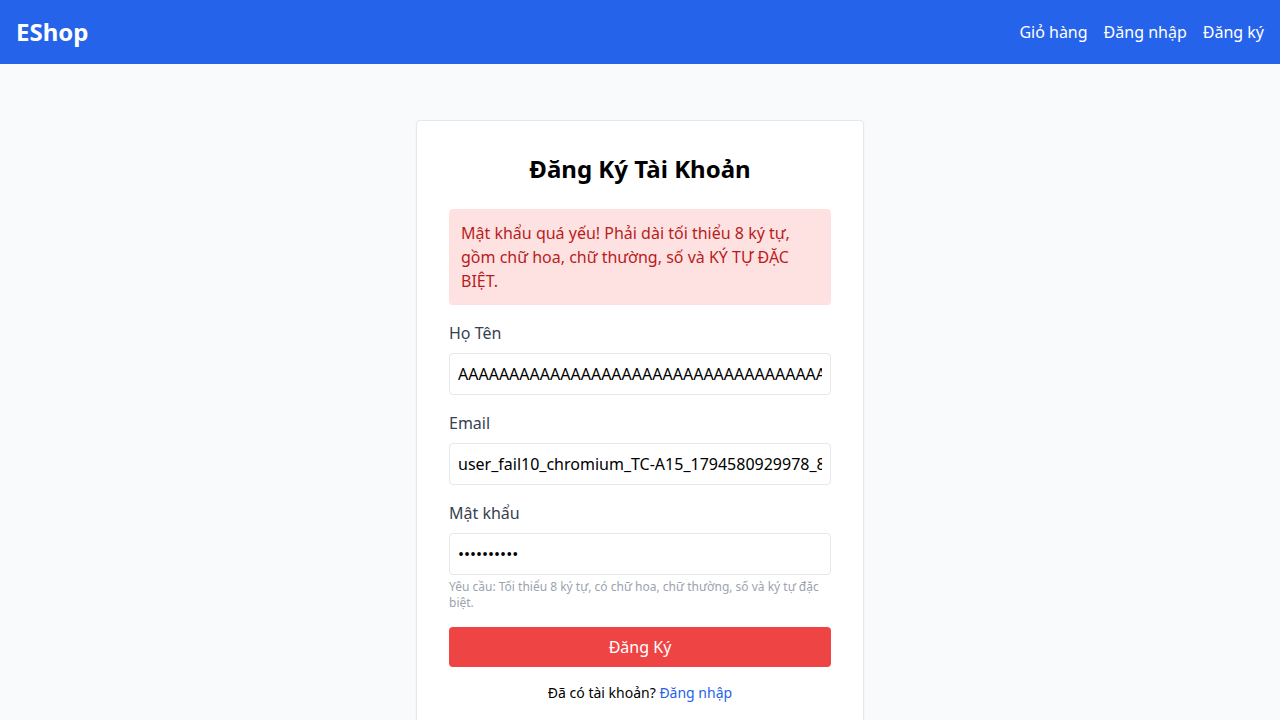 EShop
Giỏ hàng
Đăng nhập
Đăng ký
Đăng Ký Tài Khoản
Mật khẩu quá yếu! Phải dài tối thiểu 8 ký tự,
gồm chữ hoa, chữ thường, số và KÝ TỰ ĐẶC
BIỆT.
Họ Tên
AAAAAAAAAAAAAAAAAAAAAAAAAAAAAAAAAAAA
Email
user_fail10_chromium_TC-A15_1794580929978_8
Mật khẩu
••••••••••
Yêu cầu: Tối thiểu 8 ký tự, có chữ hoa, chữ thường, số và ký tự đặc
biệt.
Đăng Ký
Đã có tài khoản? Đăng nhập